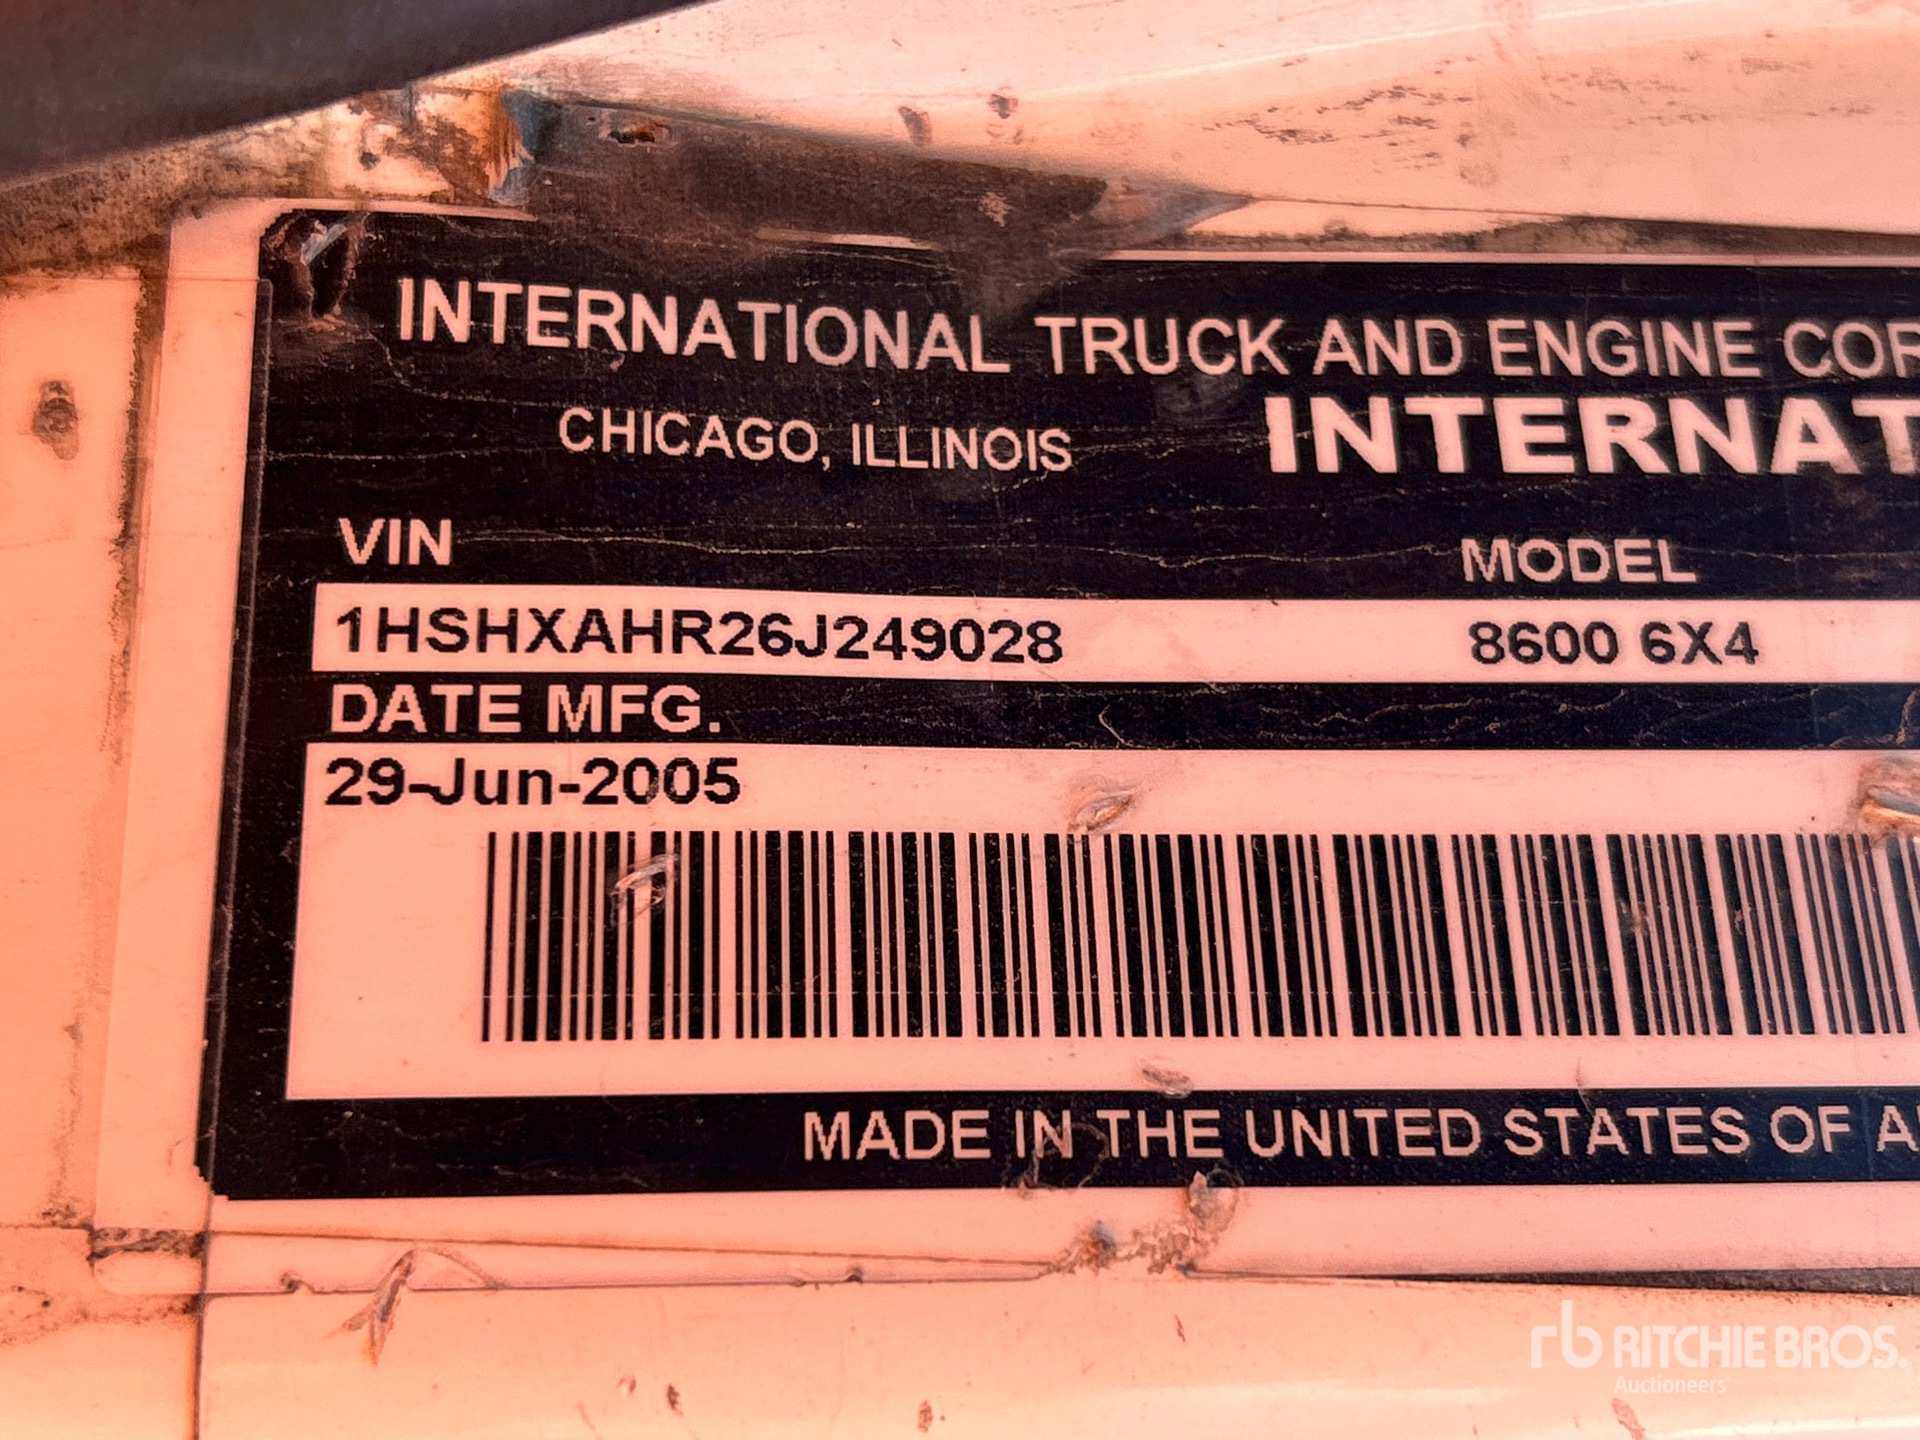 INTERNATIONAL TRUCK AND ENGINE COR
CHICAGO, ILLINOIS
INTERNAT
VIN
MODEL
1HSHXAHR26J249028
8600 6X4
DATE MFG.
29-Jun-2005
MADE IN THE UNITED STATES OF A
rb RITCHIE BROS.
Auctioneers